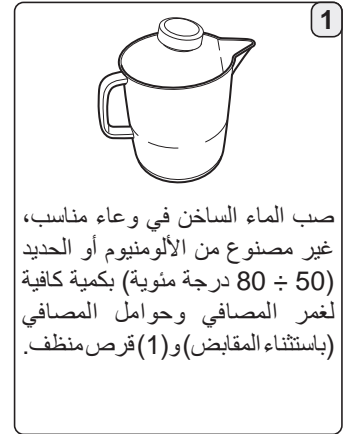 1
صب الماء الساخن في وعاء مناسب،
غير مصنوع من الألومنيوم أو الحديد
(50 ÷ 80 درجة مئوية) بكمية كافية
لغمر المصافي وحوامل المصافي
(باستثناء المقابض) و(1) قرص منظف.